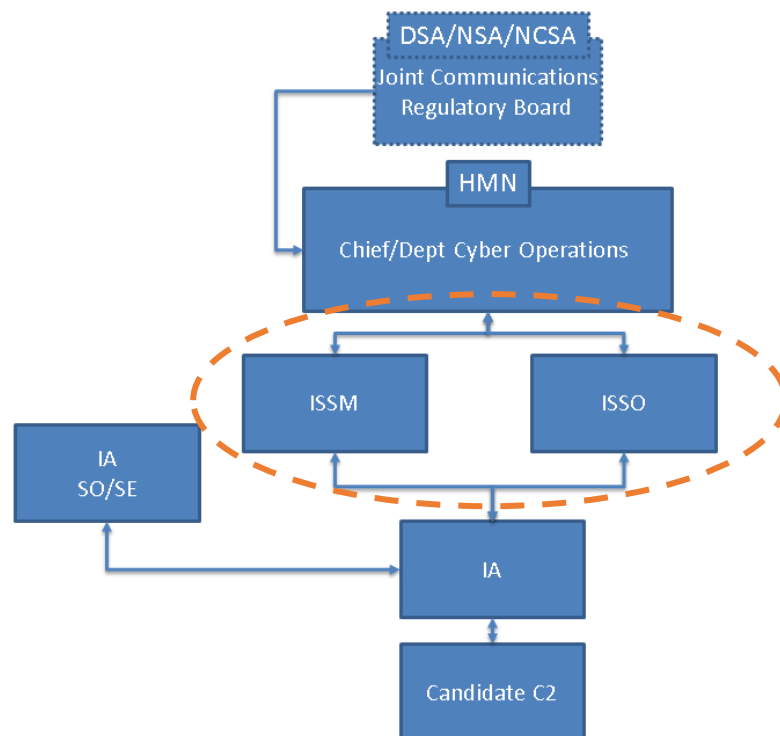 DSA/NSA/NCSA
Joint Communications
Regulatory Board
HMN
Chief/Dept Cyber Operations
ISSM
ISSO
IA
SO/SE
IA
Candidate C2